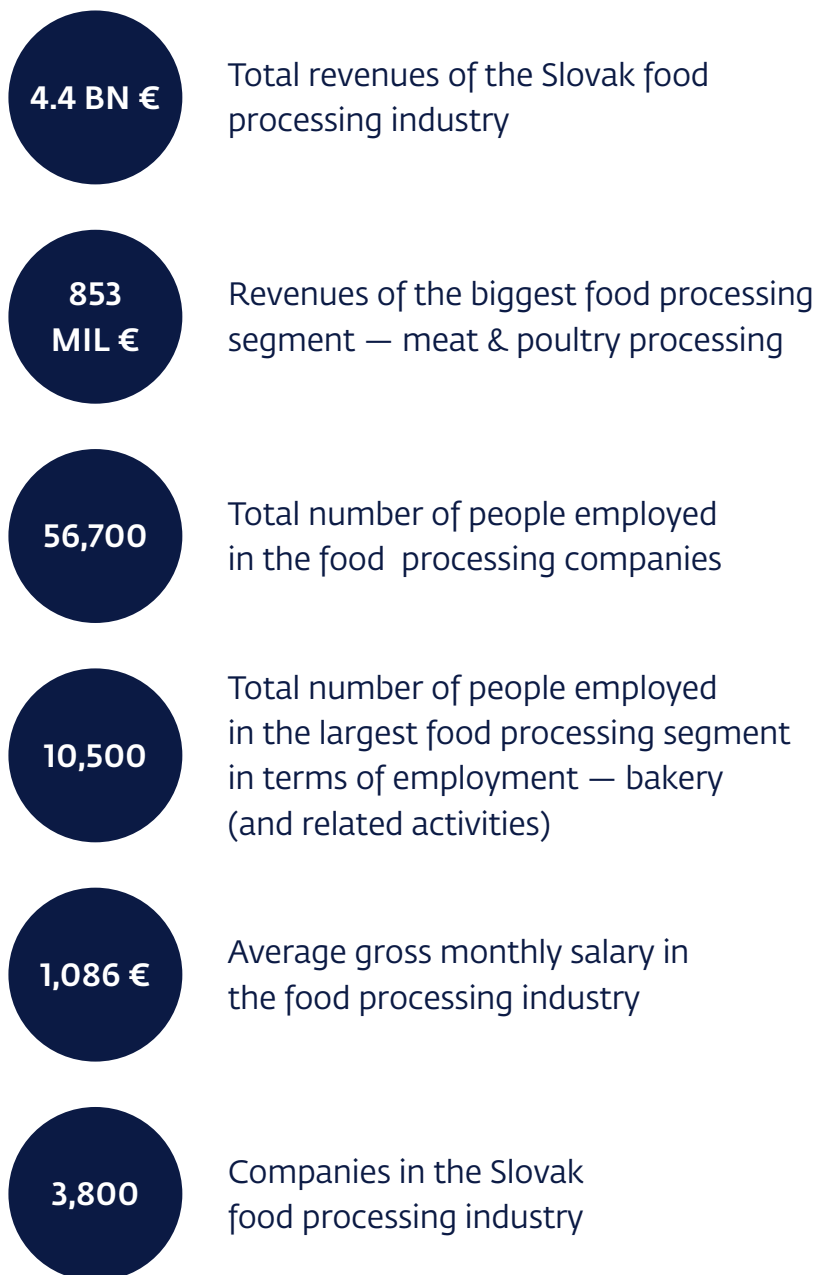 4.4 BN €
Total revenues of the Slovak food
processing industry
853
MIL €
Revenues of the biggest food processing
segment — meat & poultry processing
56,700
Total number of people employed
in the food  processing companies
10,500
Total number of people employed
in the largest food processing segment
in terms of employment — bakery
(and related activities)
1,086 €
Average gross monthly salary in
the food processing industry
3,800
Companies in the Slovak
food processing industry